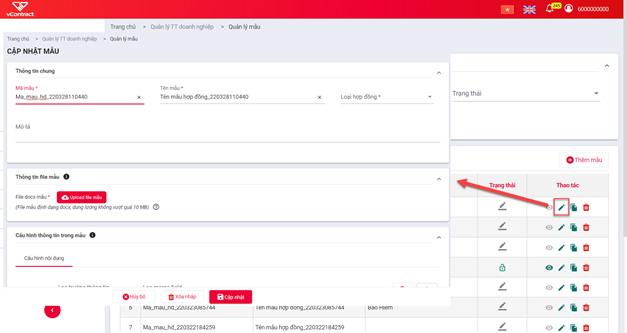 vContract
245
6000000000
Trang chủ > Quản lý TT doanh nghiệp > Quản lý mẫu
Trang chủ > Quản lý TT doanh nghiệp > Quản lý mẫu
CẬP NHẬT MẪU
Thông tin chung
Mã mẫu *
Tên mẫu *
Ma_mau_hd_220328110440 ×
Tên mẫu hợp đồng_220328110440 ×
Loại hợp đồng *
Trạng thái
Mô tả
Thêm mẫu
Thông tin file mẫu
Trạng thái
Thao tác
File docx mẫu *
Upload file mẫu
(File mẫu định dạng docx, dung lượng không vượt quá 10 MB)
Cấu hình thông tin trong mẫu
Cấu hình nội dung
Hủy bỏ
Xóa nháp
Cập nhật
6
Ma_mau_hd_220323085744
Tên mẫu hợp đồng_220323085744
Bảo Hiểm
7
Ma_mau_hd_220322184259
Tên mẫu hợp đồng_220322184259